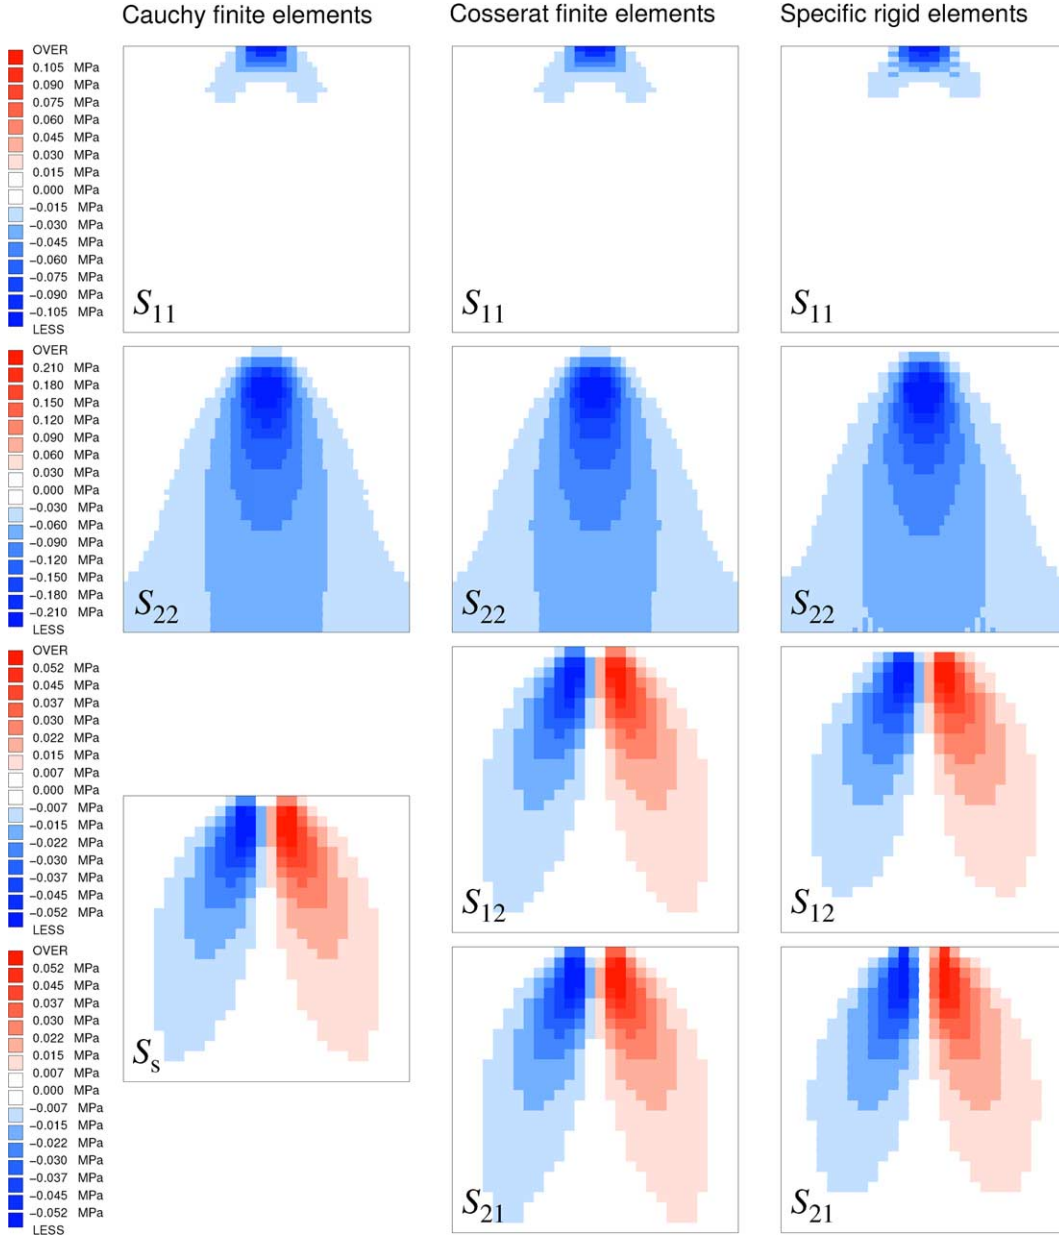 Cauchy finite elements
Cosserat finite elements
Specific rigid elements
OVER
0.105 MPa
0.090 MPa
0.075 MPa
0.060 MPa
0.045 MPa
0.030 MPa
0.015 MPa
0.000 MPa
−0.015 MPa
−0.030 MPa
−0.045 MPa
−0.060 MPa
−0.075 MPa
−0.090 MPa
−0.105 MPa
LESS
S11
S11
S11
OVER
0.210 MPa
0.180 MPa
0.150 MPa
0.120 MPa
0.090 MPa
0.060 MPa
0.030 MPa
0.000 MPa
−0.030 MPa
−0.060 MPa
−0.090 MPa
−0.120 MPa
−0.150 MPa
−0.180 MPa
−0.210 MPa
LESS
S22
S22
S22
OVER
0.052 MPa
0.045 MPa
0.037 MPa
0.030 MPa
0.022 MPa
0.015 MPa
0.007 MPa
0.000 MPa
−0.007 MPa
−0.015 MPa
−0.022 MPa
−0.030 MPa
−0.037 MPa
−0.045 MPa
−0.052 MPa
LESS
S12
S12
OVER
0.052 MPa
0.045 MPa
0.037 MPa
0.030 MPa
0.022 MPa
0.015 MPa
0.007 MPa
0.000 MPa
−0.007 MPa
−0.015 MPa
−0.022 MPa
−0.030 MPa
−0.037 MPa
−0.045 MPa
−0.052 MPa
LESS
Ss
S21
S21